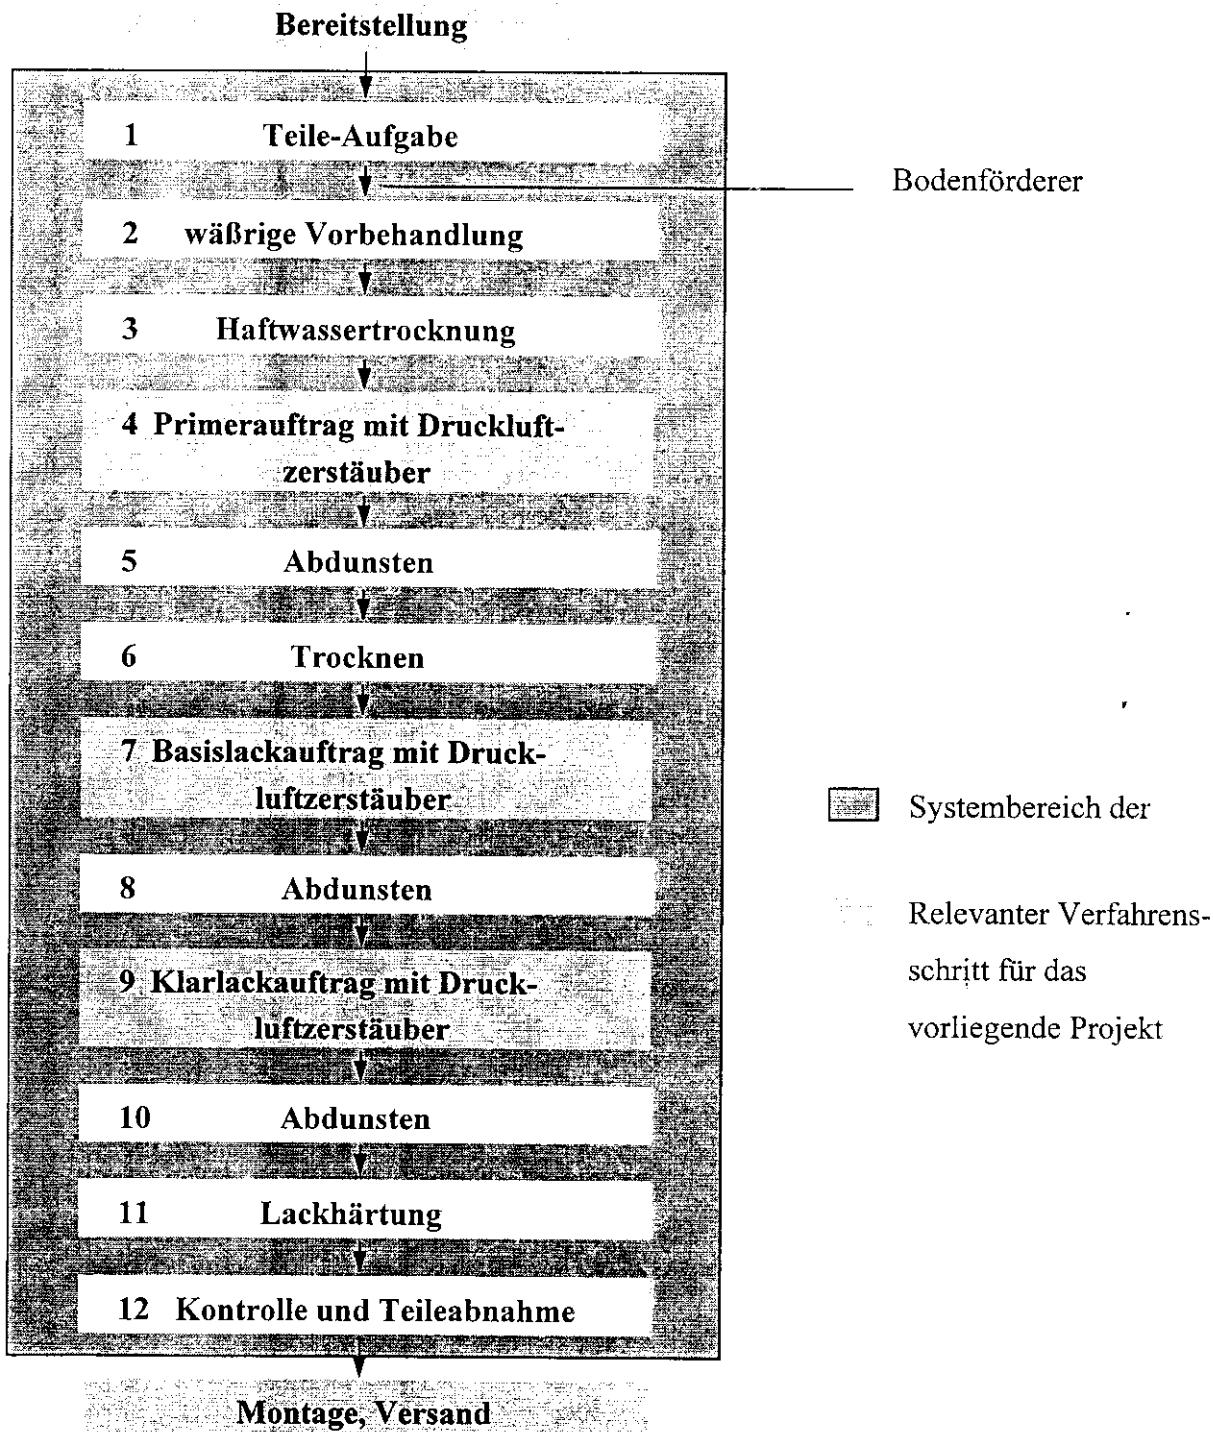 Bereitstellung
1 Teile-Aufgabe
Bodenförderer
2 wäßrige Vorbehandlung
3 Haftwassertrocknung
4 Primerauftrag mit Druckluft-
zerstäuber
5 Abdunsten
6 Trocknen
7 Basislackauftrag mit Druck-
luftzerstäuber
8 Abdunsten
9 Klarlackauftrag mit Druck-
luftzerstäuber
10 Abdunsten
11 Lackhärtung
12 Kontrolle und Teileabnahme
Montage, Versand
Systembereich der
Relevanter Verfahrens-
schritt für das
vorliegende Projekt